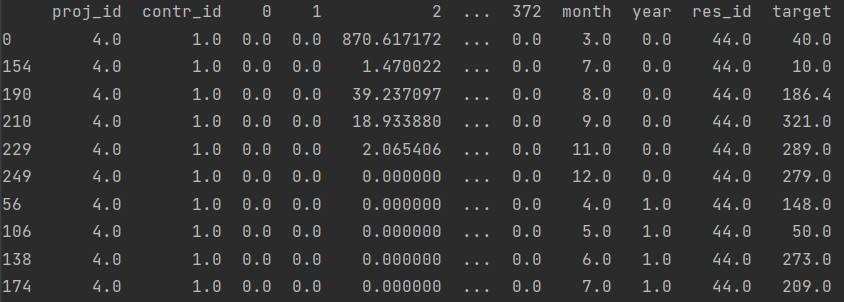 proj_id contr_id 0 1 2 ... 372 month year res_id target
0 4.0 1.0 0.0 0.0 870.617172 ... 0.0 3.0 0.0 44.0 40.0
154 4.0 1.0 0.0 0.0 1.470022 ... 0.0 7.0 0.0 44.0 10.0
190 4.0 1.0 0.0 0.0 39.237097 ... 0.0 8.0 0.0 44.0 186.4
210 4.0 1.0 0.0 0.0 18.933880 ... 0.0 9.0 0.0 44.0 321.0
229 4.0 1.0 0.0 0.0 2.065406 ... 0.0 11.0 0.0 44.0 289.0
249 4.0 1.0 0.0 0.0 0.000000 ... 0.0 12.0 0.0 44.0 279.0
56 4.0 1.0 0.0 0.0 0.000000 ... 0.0 4.0 1.0 44.0 148.0
106 4.0 1.0 0.0 0.0 0.000000 ... 0.0 5.0 1.0 44.0 50.0
138 4.0 1.0 0.0 0.0 0.000000 ... 0.0 6.0 1.0 44.0 273.0
174 4.0 1.0 0.0 0.0 0.000000 ... 0.0 7.0 1.0 44.0 209.0